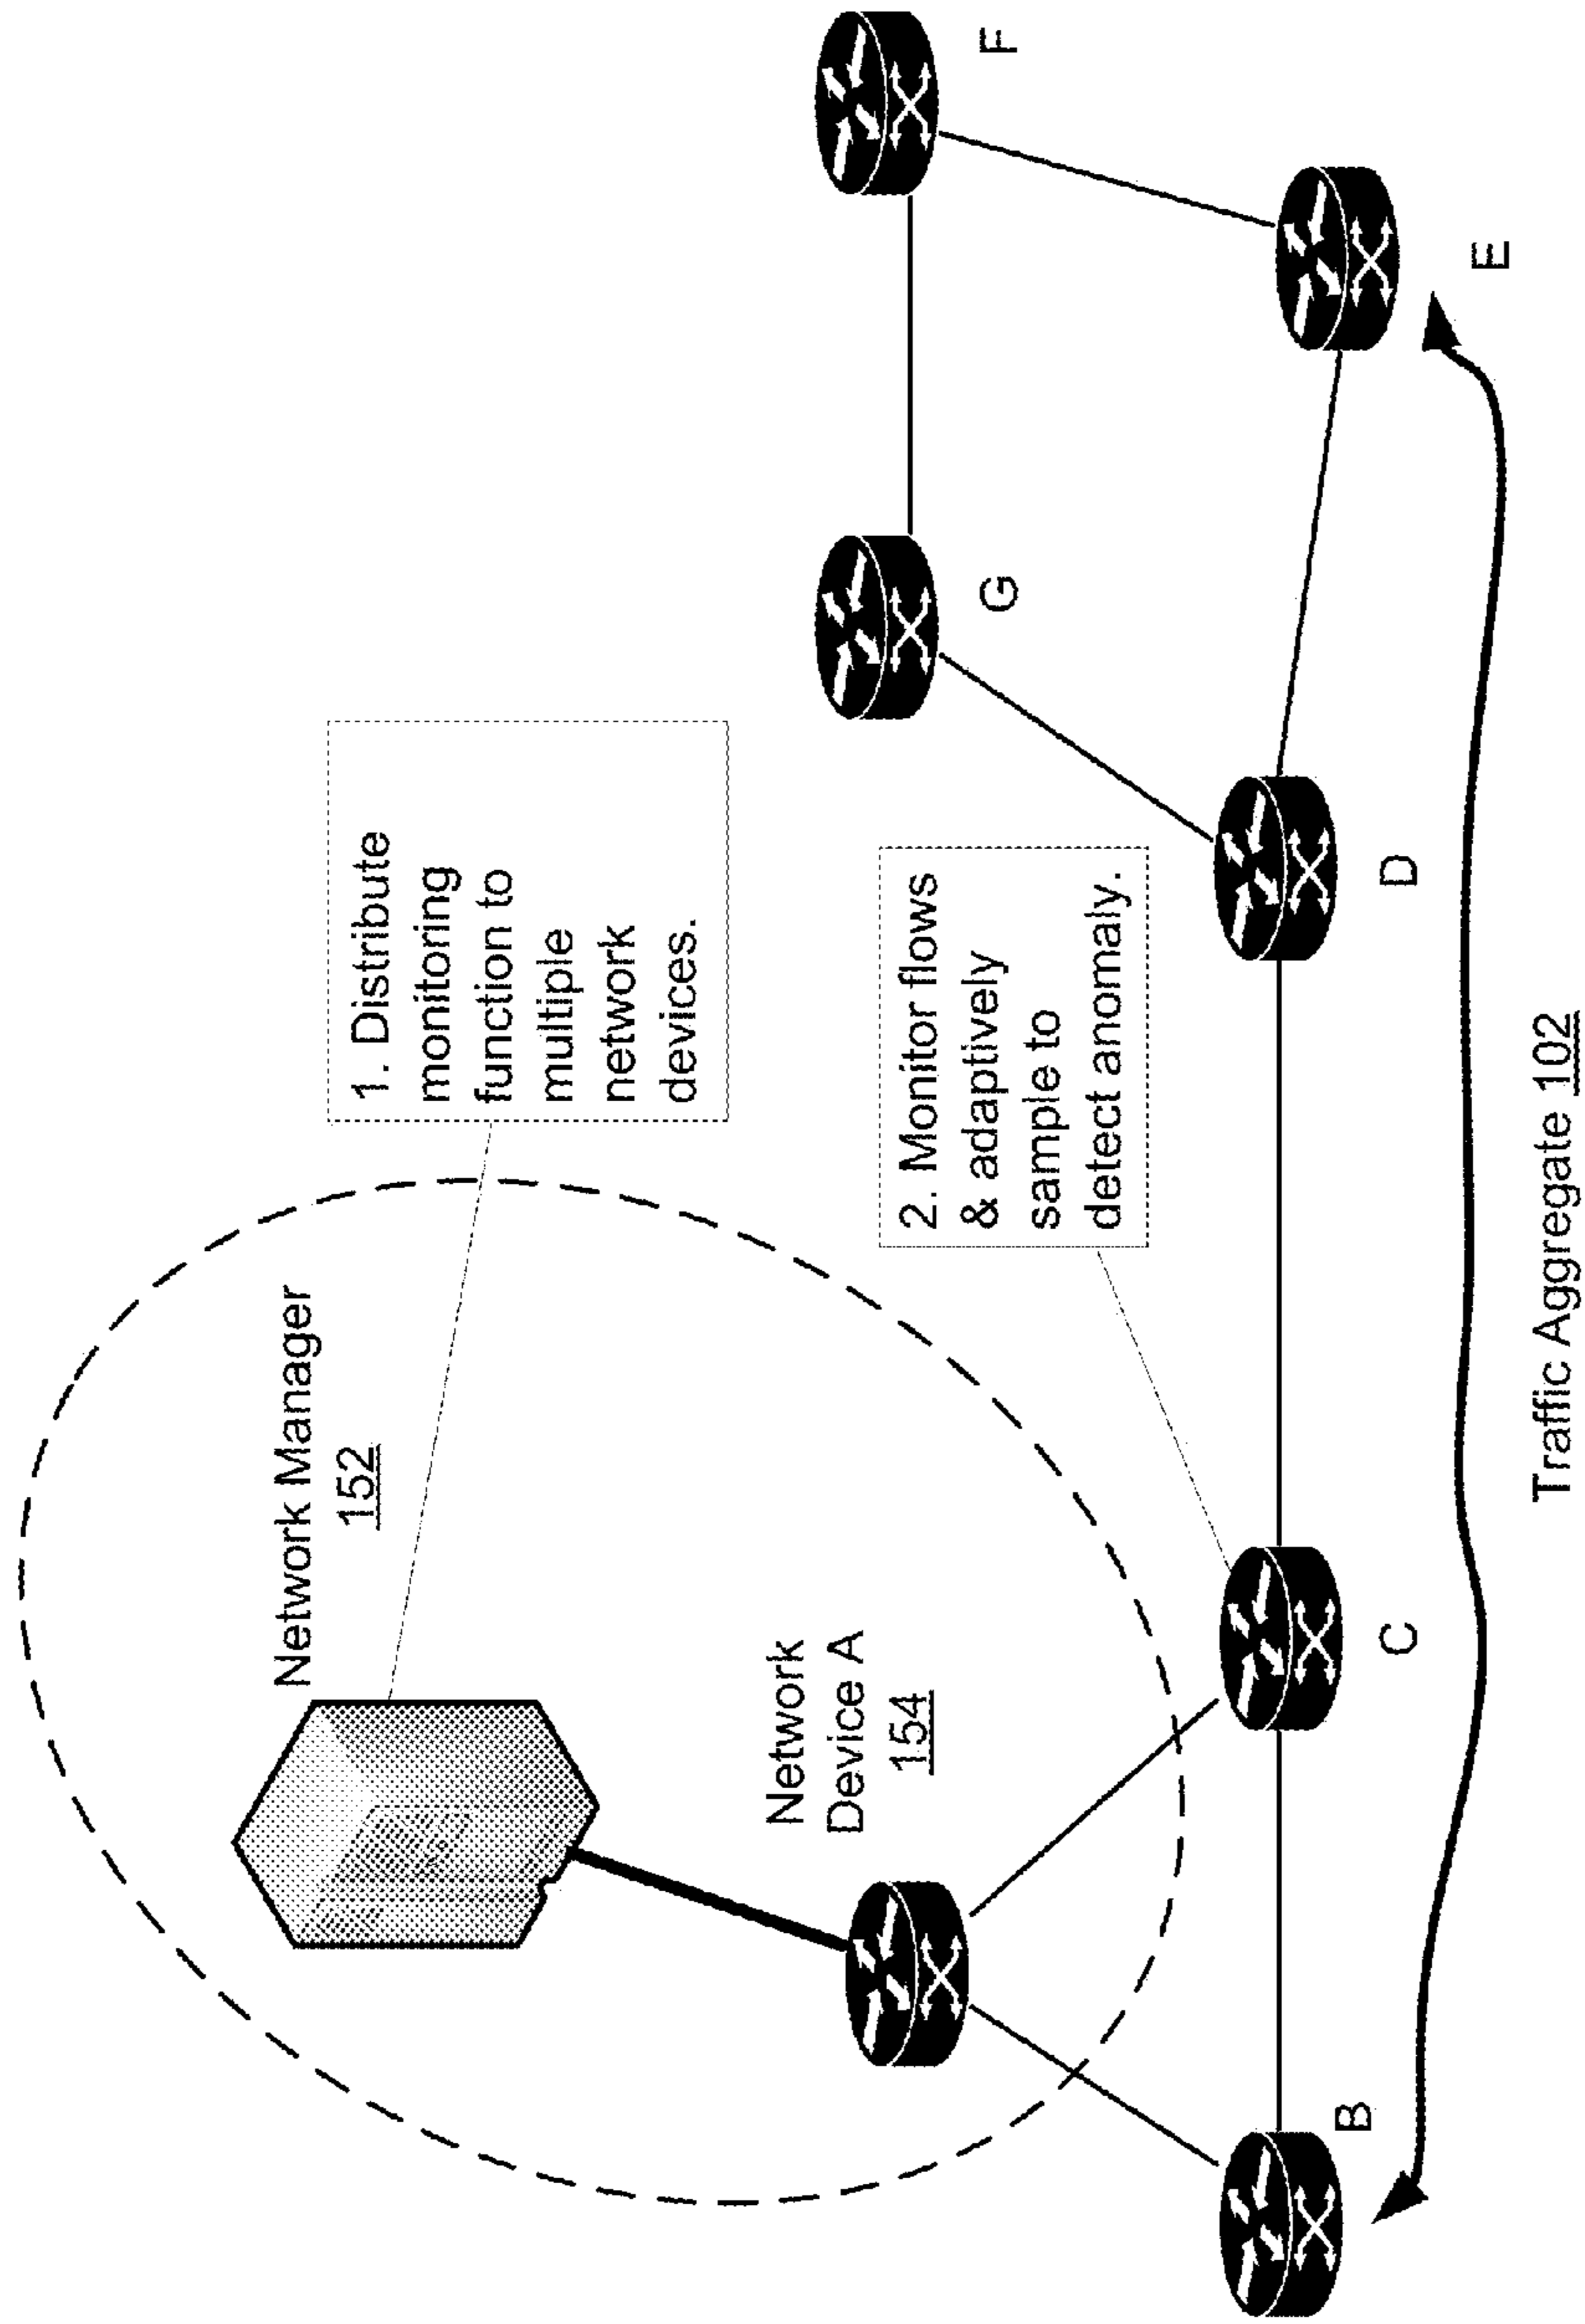 Network Manager
152
1. Distribute
monitoring
function to
multiple
network
devices.
Network
Device A
154
2. Monitor flows
& adaptively
sample to
detect anomaly.
F
G
E
D
C
B
Traffic Aggregate 102